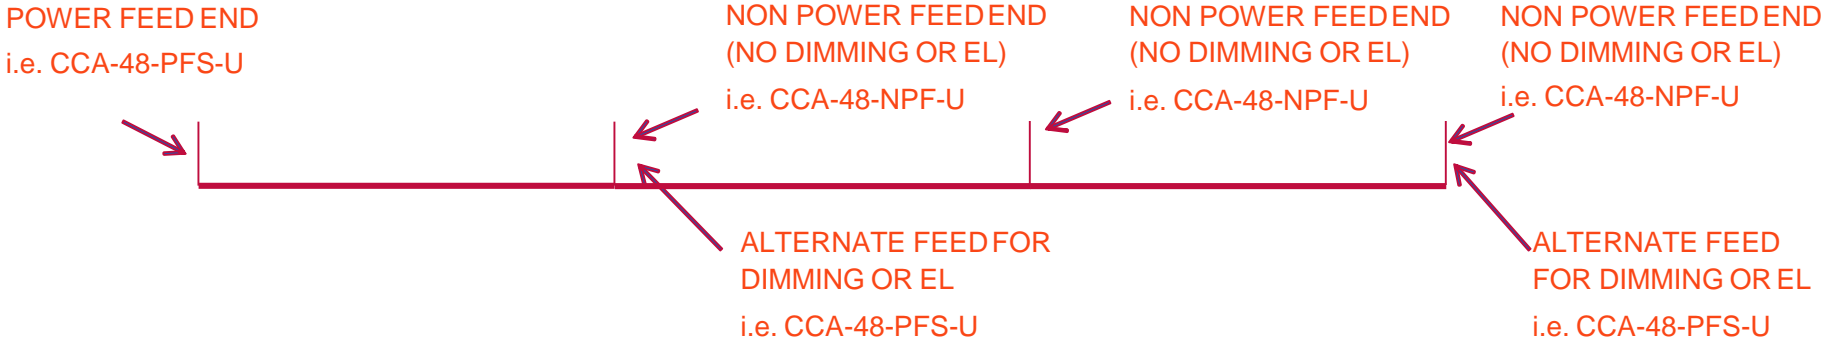 POWER FEED END
i.e. CCA-48-PFS-U
NON POWER FEED END
(NO DIMMING OR EL)
i.e. CCA-48-NPF-U
NON POWER FEED END
(NO DIMMING OR EL)
i.e. CCA-48-NPF-U
NON POWER FEED END
(NO DIMMING OR EL)
i.e. CCA-48-NPF-U
ALTERNATE FEED FOR
DIMMING OR EL
i.e. CCA-48-PFS-U
ALTERNATE FEED
FOR DIMMING OR EL
i.e. CCA-48-PFS-U